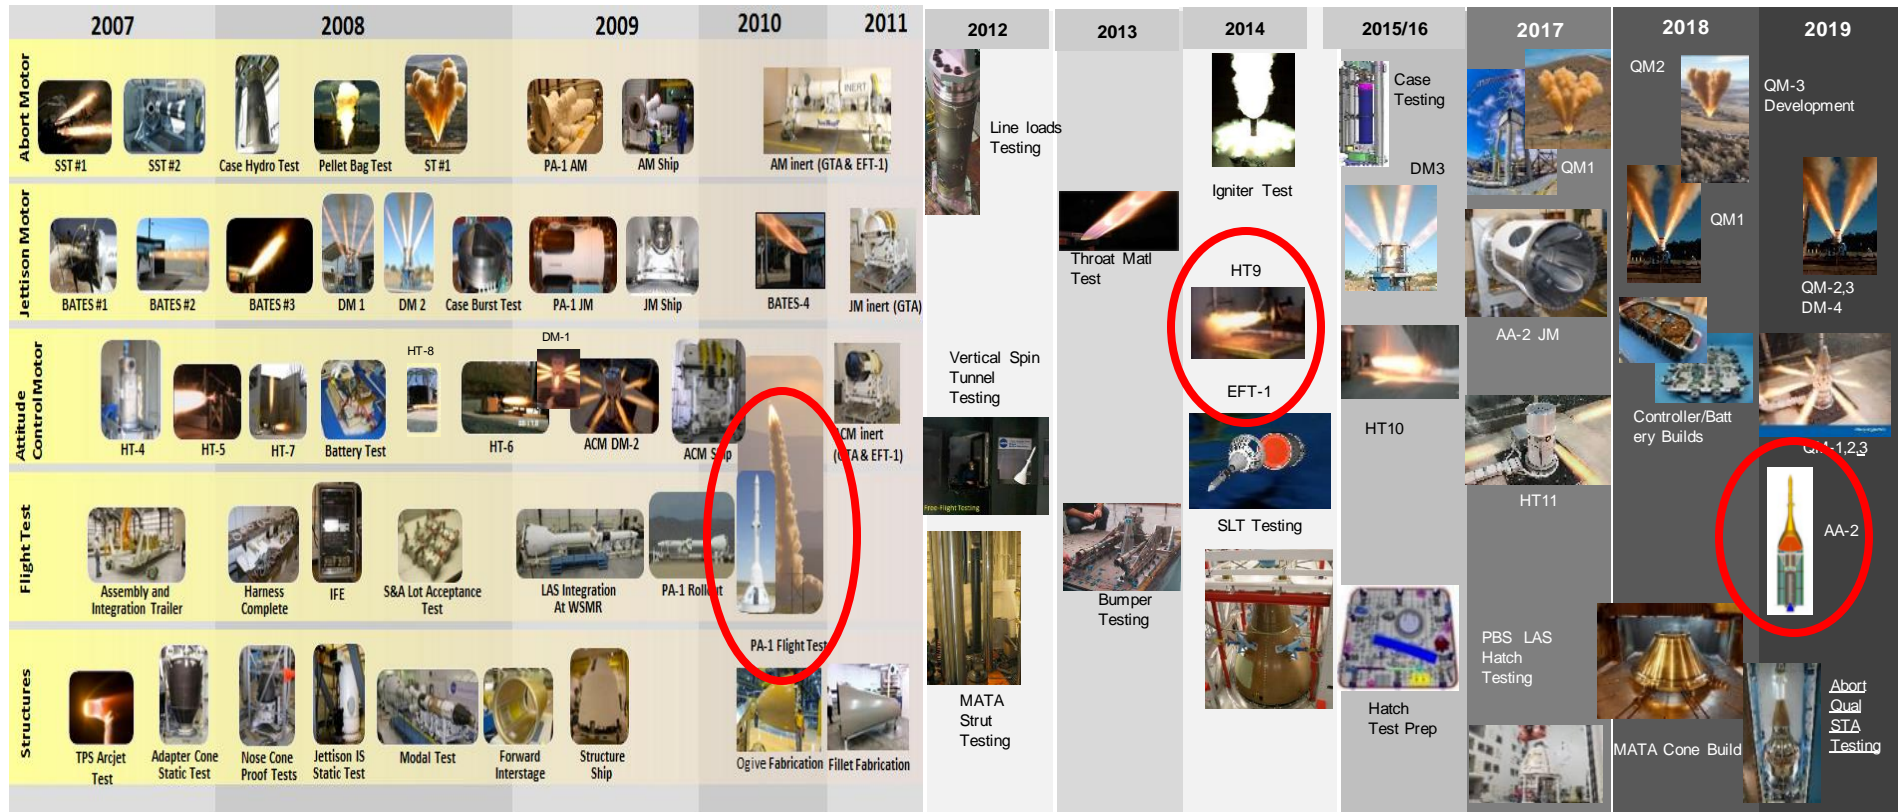 2007
2008
2009
2010
2011
2012
2013
2014
2015/16
2017
2018
2019
Abort Motor
SST #1
SST #2
Case Hydro Test
Pellet Bag Test
ST #1
PA-1 AM
AM Ship
INERT
AM inert (GTA & EFT-1)
Jettison Motor
BATES #1
BATES #2
BATES #3
DM 1
DM 2
Case Burst Test
PA-1 JM
JM Ship
BATES-4
JM inert (GTA)
Attitude
Control Motor
HT-4
HT-5
HT-7
Battery Test
HT-8
HT-6
DM-1
ACM DM-2
ACM Ship
ACM inert
(GTA & EFT-1)
Flight Test
Assembly and
Integration Trailer
Harness
Complete
IFE
S&A Lot Acceptance
Test
LAS Integration
At WSMR
PA-1 Rollout
PA-1 Flight Test
Structures
TPS Arcjet
Test
Adapter Cone
Static Test
Nose Cone
Proof Tests
Jettison IS
Static Test
Modal Test
Forward
Interstage
Structure
Ship
Ogive Fabrication
Fillet Fabrication
Line loads
Testing
Vertical Spin
Tunnel
Testing
Free-Flight Testing
MATA
Strut
Testing
Throat Matl
Test
Bumper
Testing
Igniter Test
HT9
EFT-1
SLT Testing
Case
Testing
DM3
HT10
Hatch
Test Prep
QM1
AA-2 JM
HT11
PBS LAS
Hatch
Testing
QM2
QM1
Controller/Batt
ery Builds
MATA Cone Build
QM-3
Development
QM-2,3
DM-4
QM-1,2,3
AA-2
Abort
Qual
STA
Testing